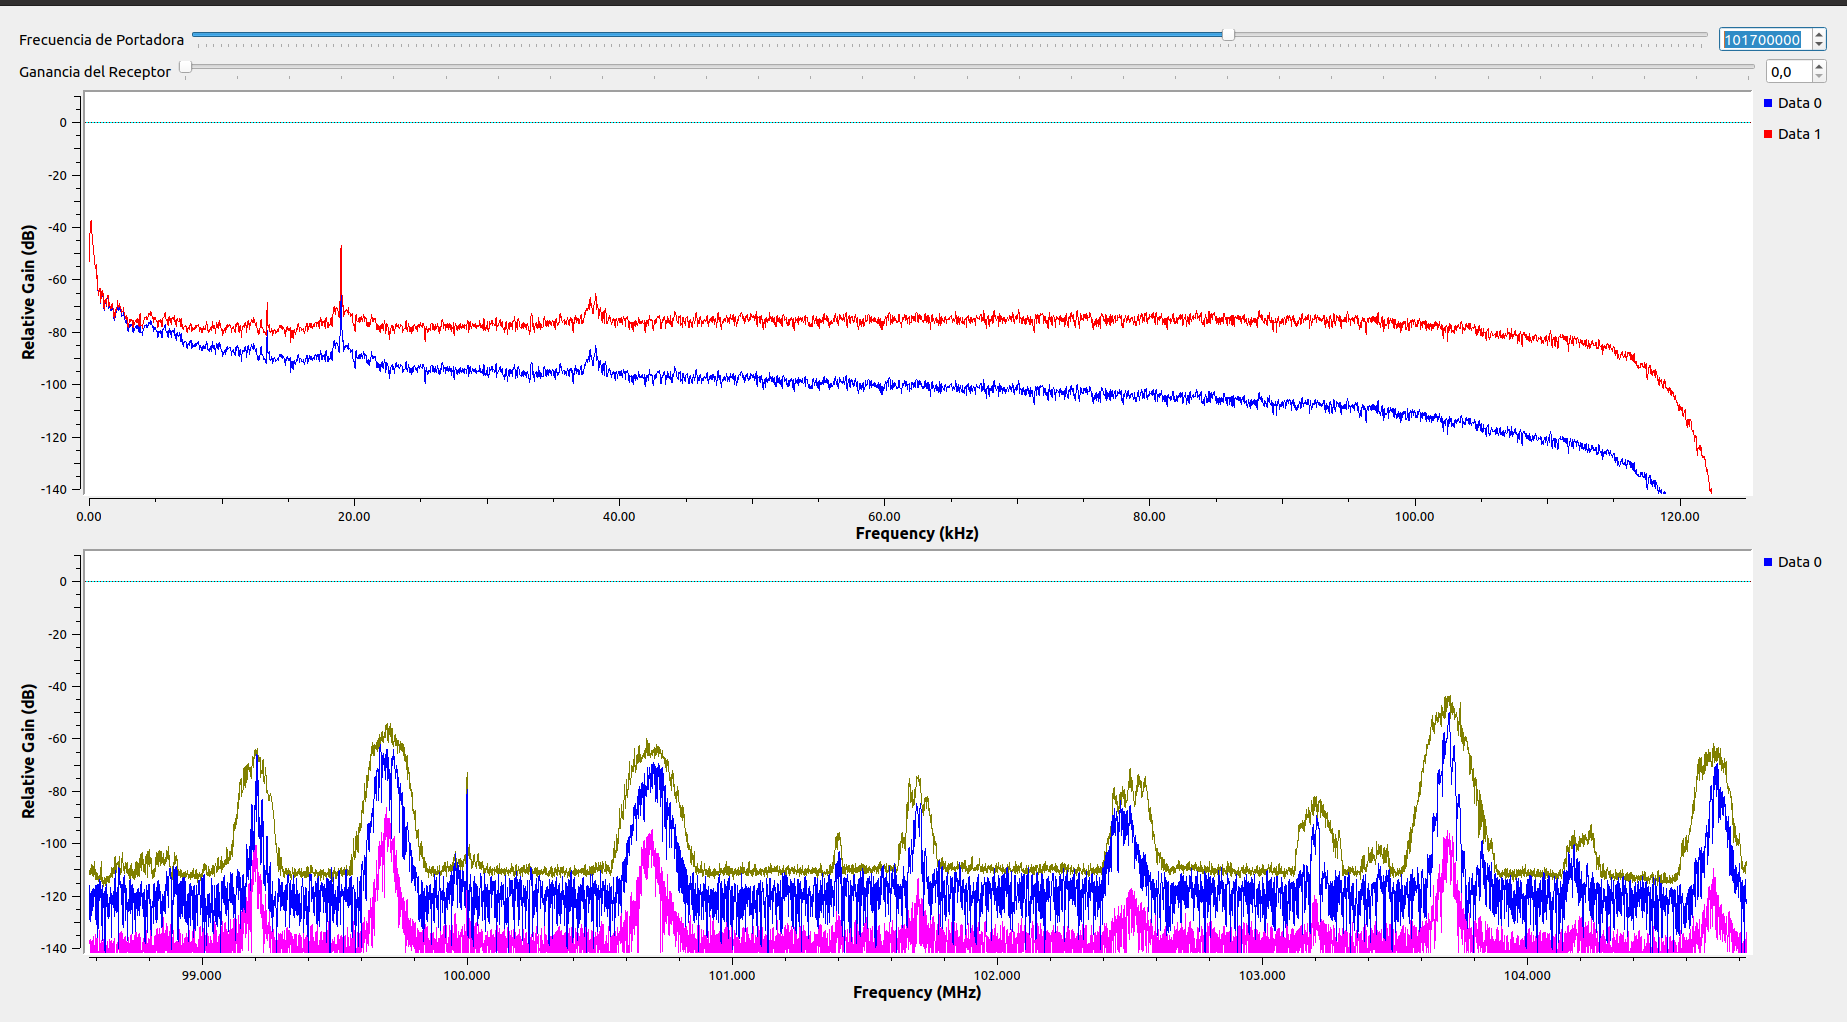 Frecuencia de Portadora 101700000
Ganancia del Receptor 0,0
Data 0
Data 1
Relative Gain (dB)
0
-20
-40
-60
-80
-100
-120
-140
0.00 20.00 40.00 60.00 80.00 100.00 120.00
Frequency (kHz)
Data 0
Relative Gain (dB)
0
-20
-40
-60
-80
-100
-120
-140
99.000 100.000 101.000 102.000 103.000 104.000
Frequency (MHz)